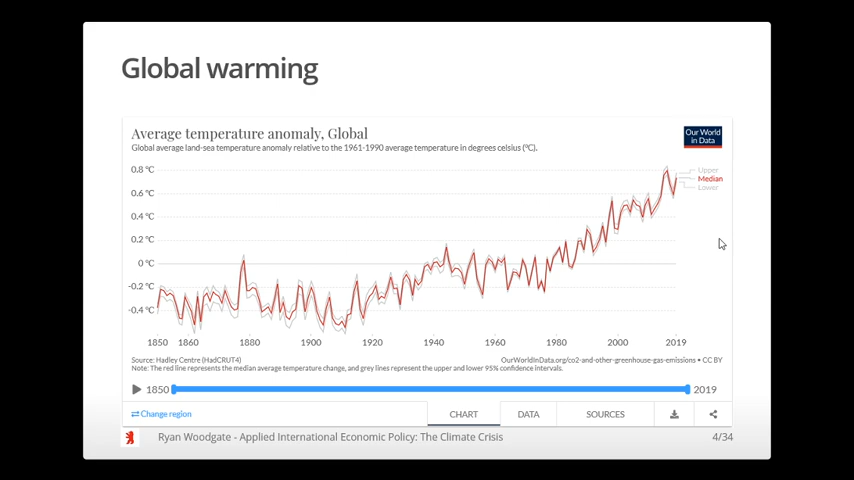 Global warming
Average temperature anomaly, Global
Global average land-sea temperature anomaly relative to the 1961-1990 average temperature in degrees celsius (°C).
Our World
in Data
0.8 °C
0.6 °C
0.4 °C
0.2 °C
0 °C
-0.2 °C
-0.4 °C
Upper
Median
Lower
1850 1860 1880 1900 1920 1940 1960 1980 2000 2019
Source: Hadley Centre (HadCRUT4) OurWorldInData.org/co2-and-other-greenhouse-gas-emissions • CC BY
Note: The red line represents the median average temperature change, and grey lines represent the upper and lower 95% confidence intervals.
1850 2019
Change region CHART DATA SOURCES
Ryan Woodgate - Applied International Economic Policy: The Climate Crisis 4/34